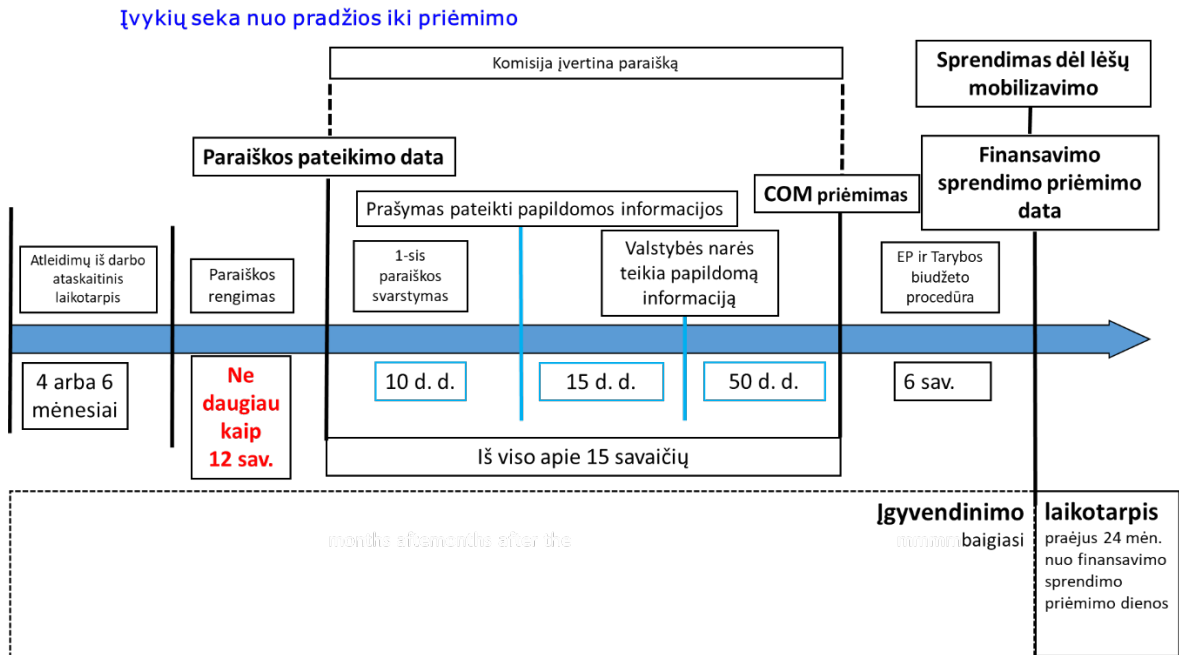 Įvykių seka nuo pradžios iki priėmimo
Komisija įvertina paraišką
Sprendimas dėl lėšų
mobilizavimo
Paraiškos pateikimo data
Finansavimo
sprendimo priėmimo
data
COM priėmimas
Prašymas pateikti papildomos informacijos
Atleidimų iš darbo
ataskaitinis
laikotarpis
Paraiškos
rengimas
1-sis
paraiškos
svarstymas
Valstybės narės
teikia papildomą
informaciją
EP ir Tarybos
biudžeto
procedūra
4 arba 6
mėnesiai
Ne
daugiau
kaip
12 sav.
10 d. d.
15 d. d.
50 d. d.
6 sav.
Iš viso apie 15 savaičių
Įgyvendinimo laikotarpis
months aftemonths after the
baigiasi
praėjus 24 mėn.
nuo finansavimo
sprendimo
priėmimo dienos